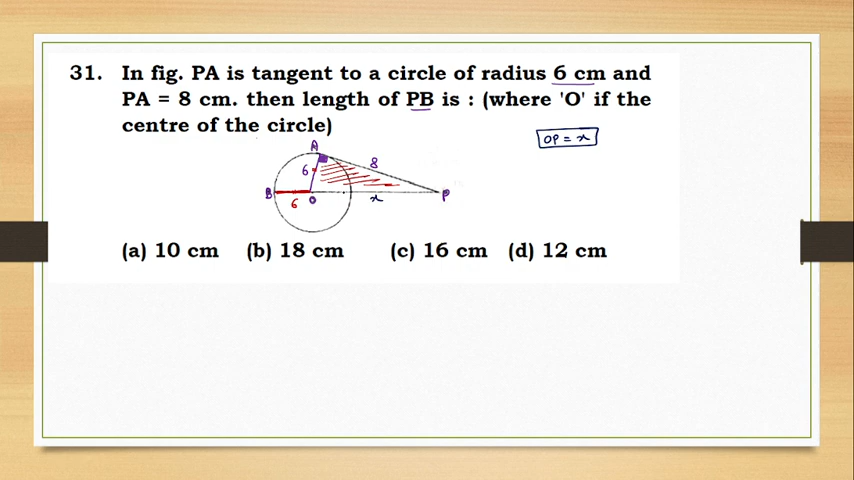 31. In fig. PA is tangent to a circle of radius 6 cm and
PA = 8 cm. then length of PB is : (where 'O' if the
centre of the circle)
OP = x
A
8
6
B
6
O
x
P
(a) 10 cm (b) 18 cm (c) 16 cm (d) 12 cm